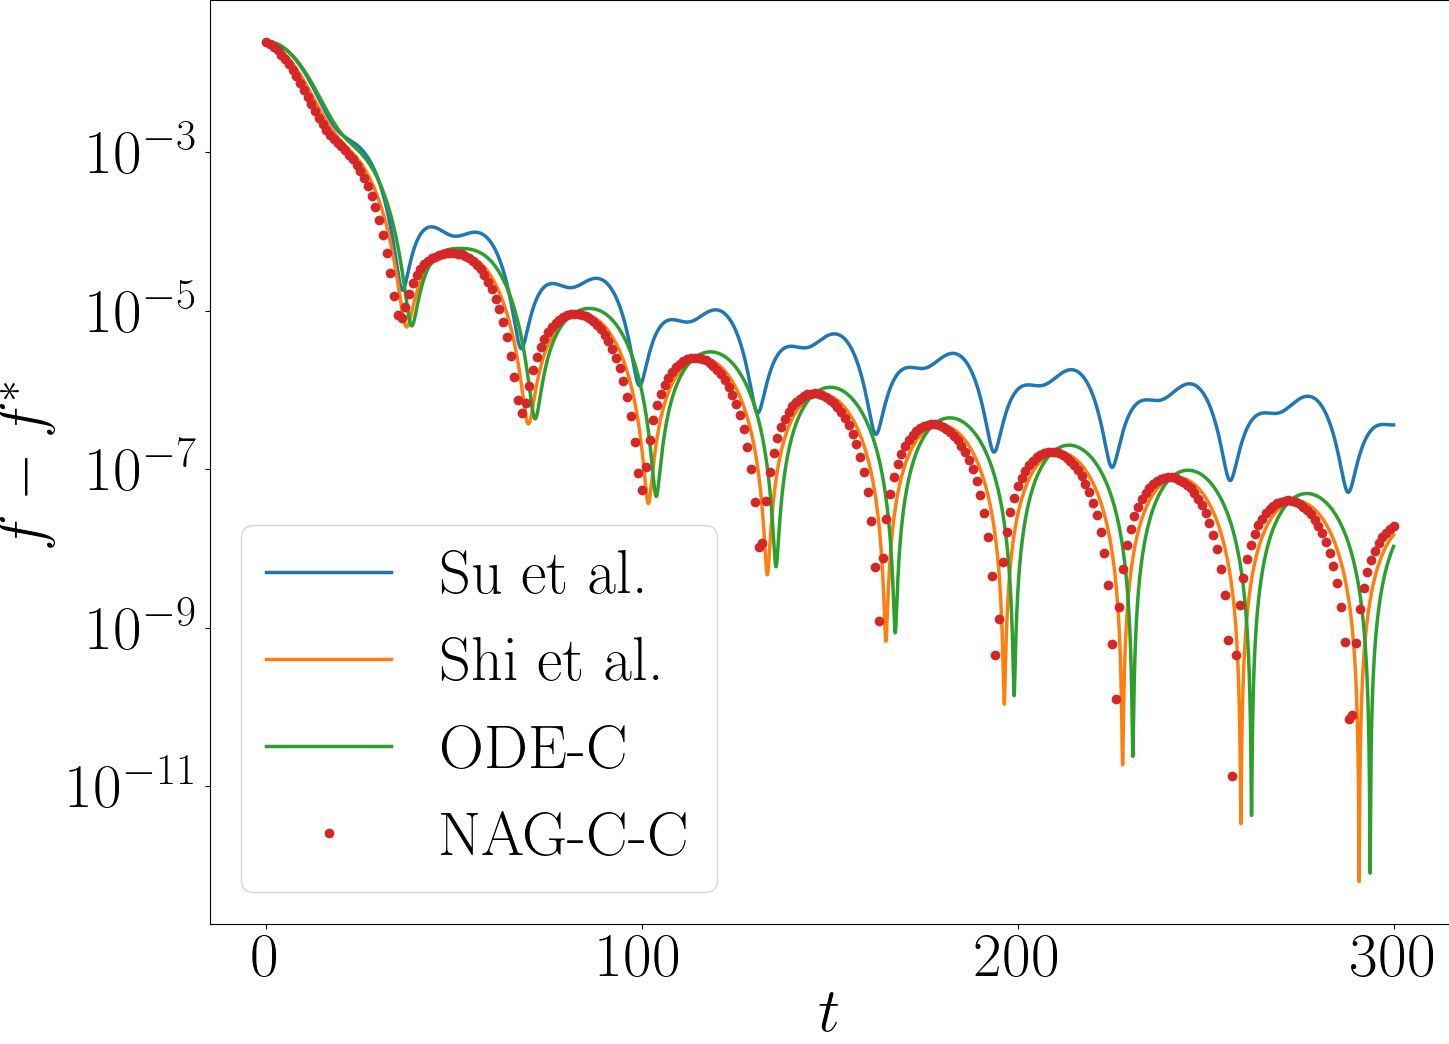 f − f*
10⁻³
10⁻⁵
10⁻⁷
10⁻⁹
10⁻¹¹
Su et al.
Shi et al.
ODE-C
NAG-C-C
0 100 200 300
t